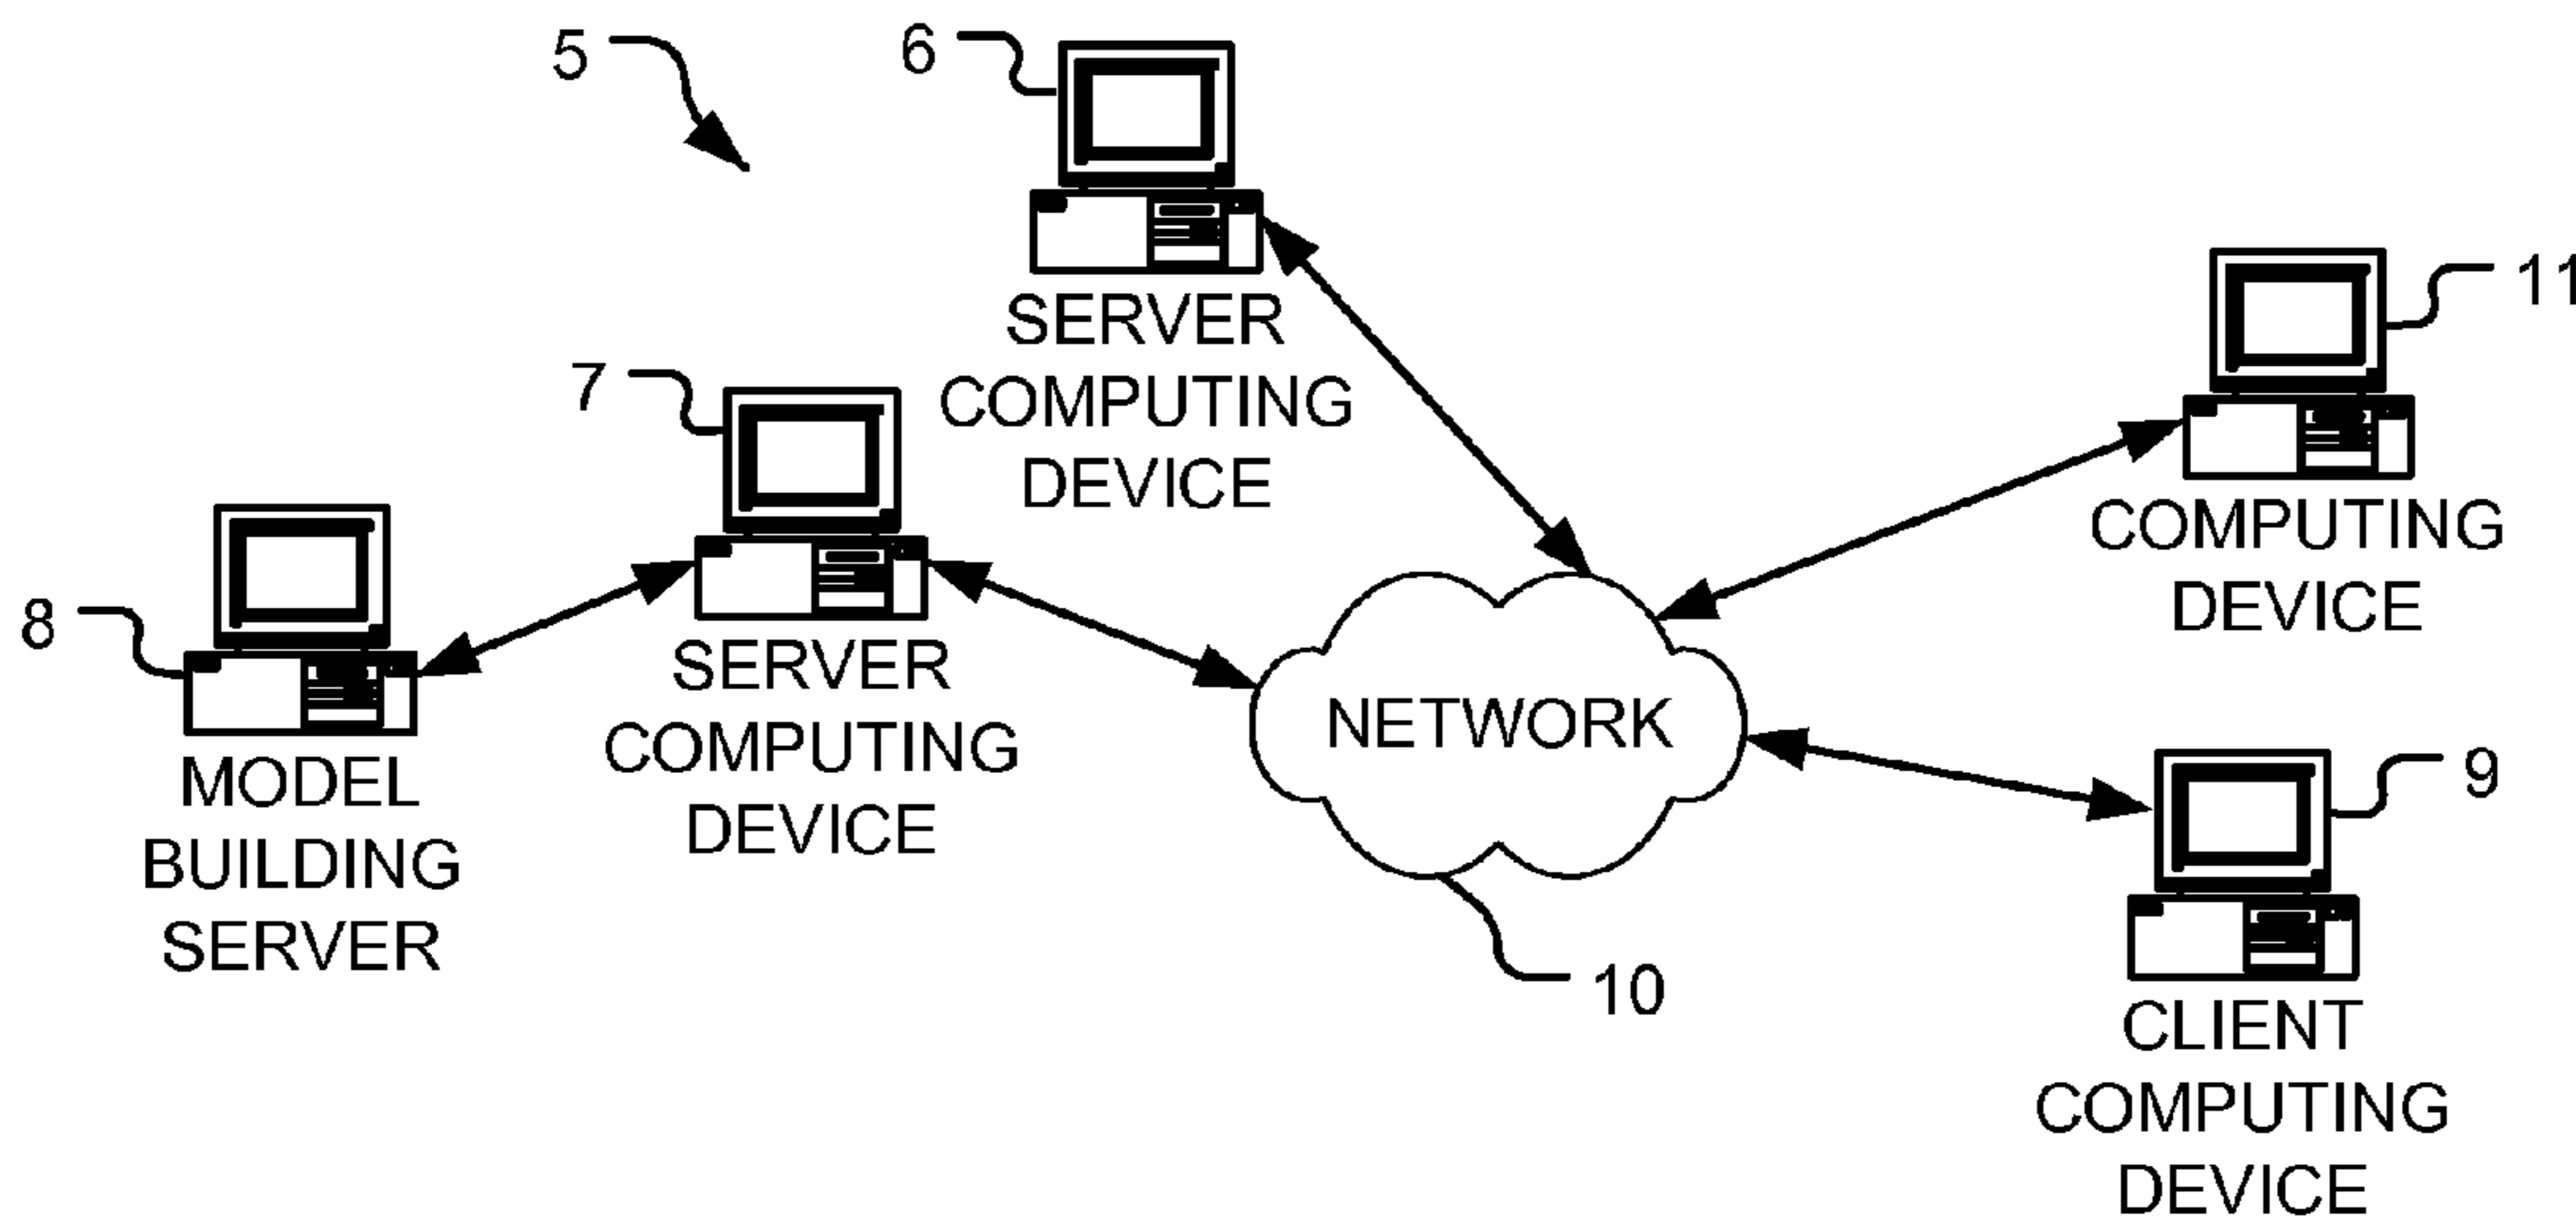 5
6
SERVER
COMPUTING
DEVICE
11
COMPUTING
DEVICE
7
SERVER
COMPUTING
DEVICE
8
MODEL
BUILDING
SERVER
NETWORK
10
9
CLIENT
COMPUTING
DEVICE